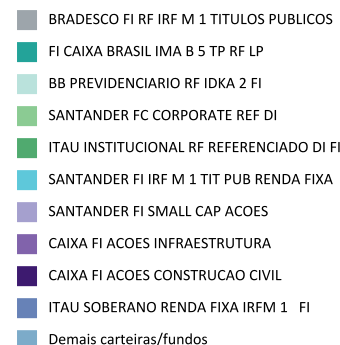 BRADESCO FI RF IRF M 1 TITULOS PUBLICOS
FI CAIXA BRASIL IMA B 5 TP RF LP
BB PREVIDENCIARIO RF IDKA 2 FI
SANTANDER FC CORPORATE REF DI
ITAU INSTITUCIONAL RF REFERENCIADO DI FI
SANTANDER FI IRF M 1 TIT PUB RENDA FIXA
SANTANDER FI SMALL CAP ACOES
CAIXA FI ACOES INFRAESTRUTURA
CAIXA FI ACOES CONSTRUCAO CIVIL
ITAU SOBERANO RENDA FIXA IRFM 1   FI
Demais carteiras/fundos